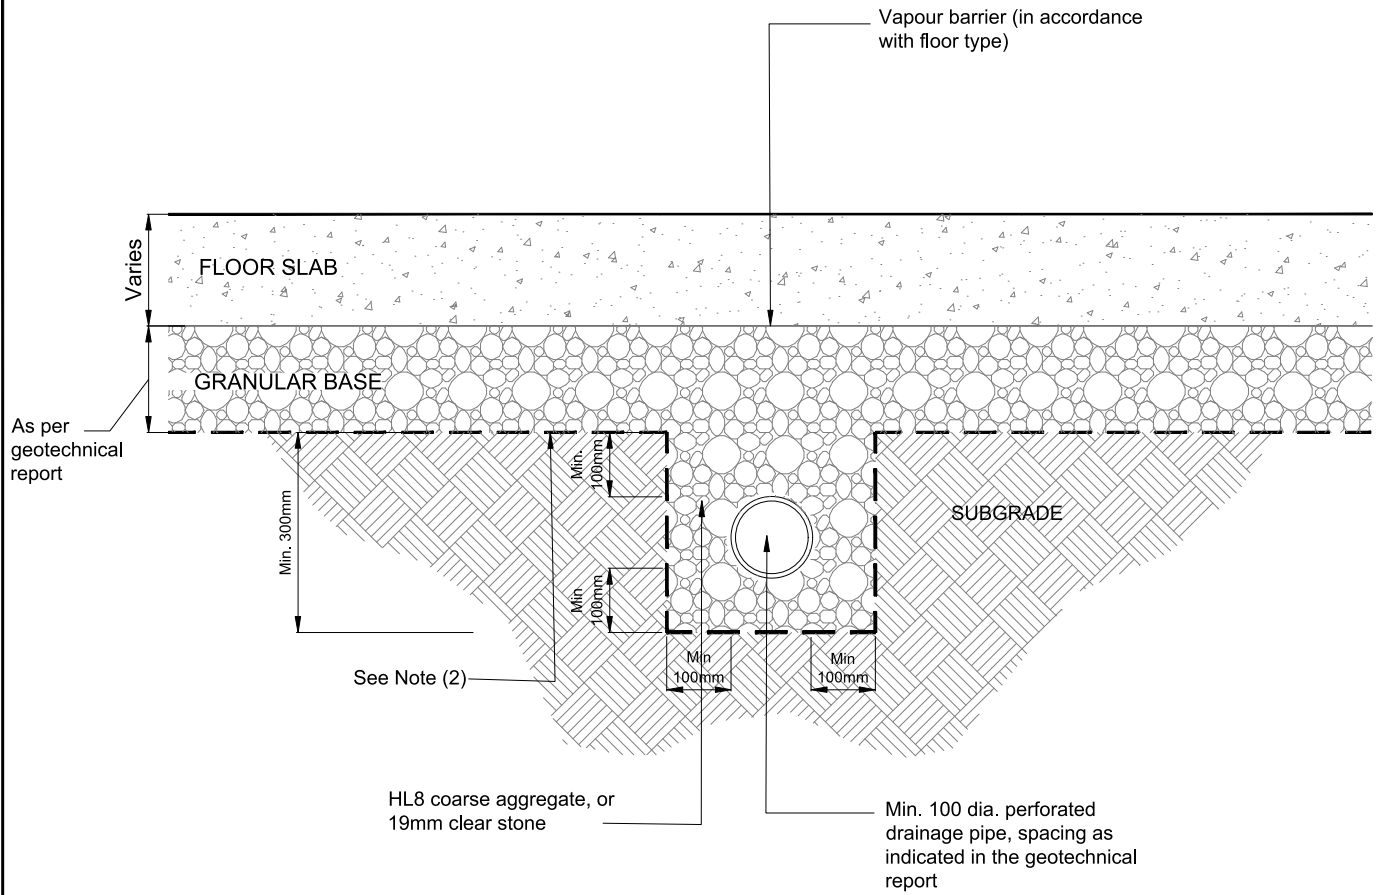 Vapour barrier (in accordance
with floor type)
Varies
FLOOR SLAB
GRANULAR BASE
As per
geotechnical
report
Min.
100mm
Min. 300mm
SUBGRADE
Min
100mm
Min
100mm
Min
100mm
See Note (2)
HL8 coarse aggregate, or
19mm clear stone
Min. 100 dia. perforated
drainage pipe, spacing as
indicated in the geotechnical
report